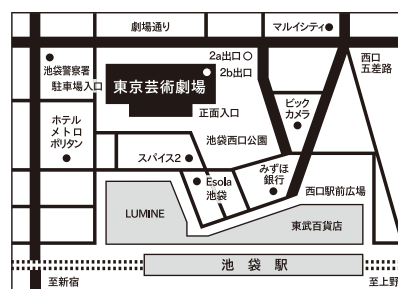 劇場通り
マルイシティ
西口
五差路
2a出口
2b出口
池袋警察署
駐車場入口
東京芸術劇場
正面入口
ビック
カメラ
ホテル
メトロ
ポリタン
池袋西口公園
スパイス2
Esola
池袋
みずほ
銀行
西口駅前広場
LUMINE
東武百貨店
池袋駅
至新宿
至上野